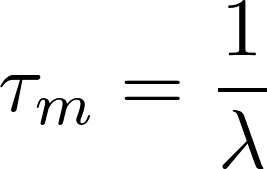 τ_m = 1/λ